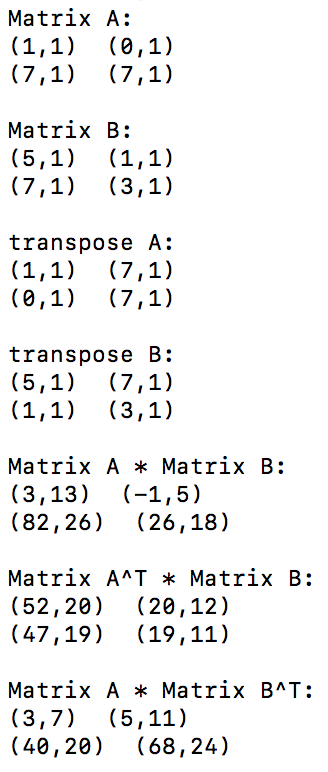 Matrix A:
(1,1)  (0,1)
(7,1)  (7,1)

Matrix B:
(5,1)  (1,1)
(7,1)  (3,1)

transpose A:
(1,1)  (7,1)
(0,1)  (7,1)

transpose B:
(5,1)  (7,1)
(1,1)  (3,1)

Matrix A * Matrix B:
(3,13)  (-1,5)
(82,26)  (26,18)

Matrix A^T * Matrix B:
(52,20)  (20,12)
(47,19)  (19,11)

Matrix A * Matrix B^T:
(3,7)  (5,11)
(40,20)  (68,24)